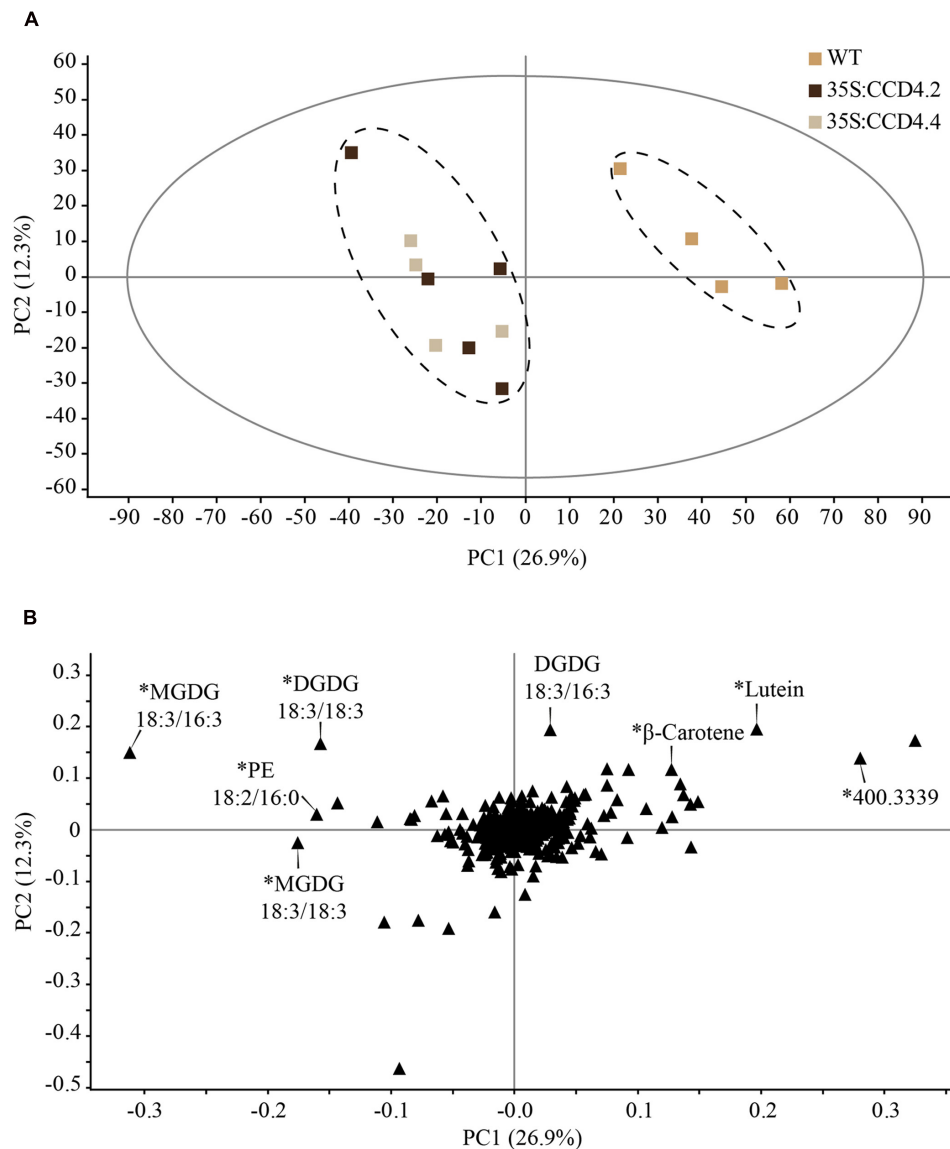 A
WT
35S:CCD4.2
35S:CCD4.4
60
50
40
30
20
10
0
-10
-20
-30
-40
-50
-60
PC2 (12.3%)
-90 -70 -60 -50 -40 -30 -20 -10 0 10 20 30 40 50 60 70 80 90
PC1 (26.9%)
B
0.3
0.2
0.1
0
-0.1
-0.2
-0.3
-0.4
-0.5
PC2 (12.3%)
*MGDG
18:3/16:3
*DGDG
18:3/18:3
DGDG
18:3/16:3
*Lutein
*β-Carotene
*PE
18:2/16:0
*400.3339
*MGDG
18:3/18:3
-0.3 -0.2 -0.1 -0.0 0.1 0.2 0.3
PC1 (26.9%)